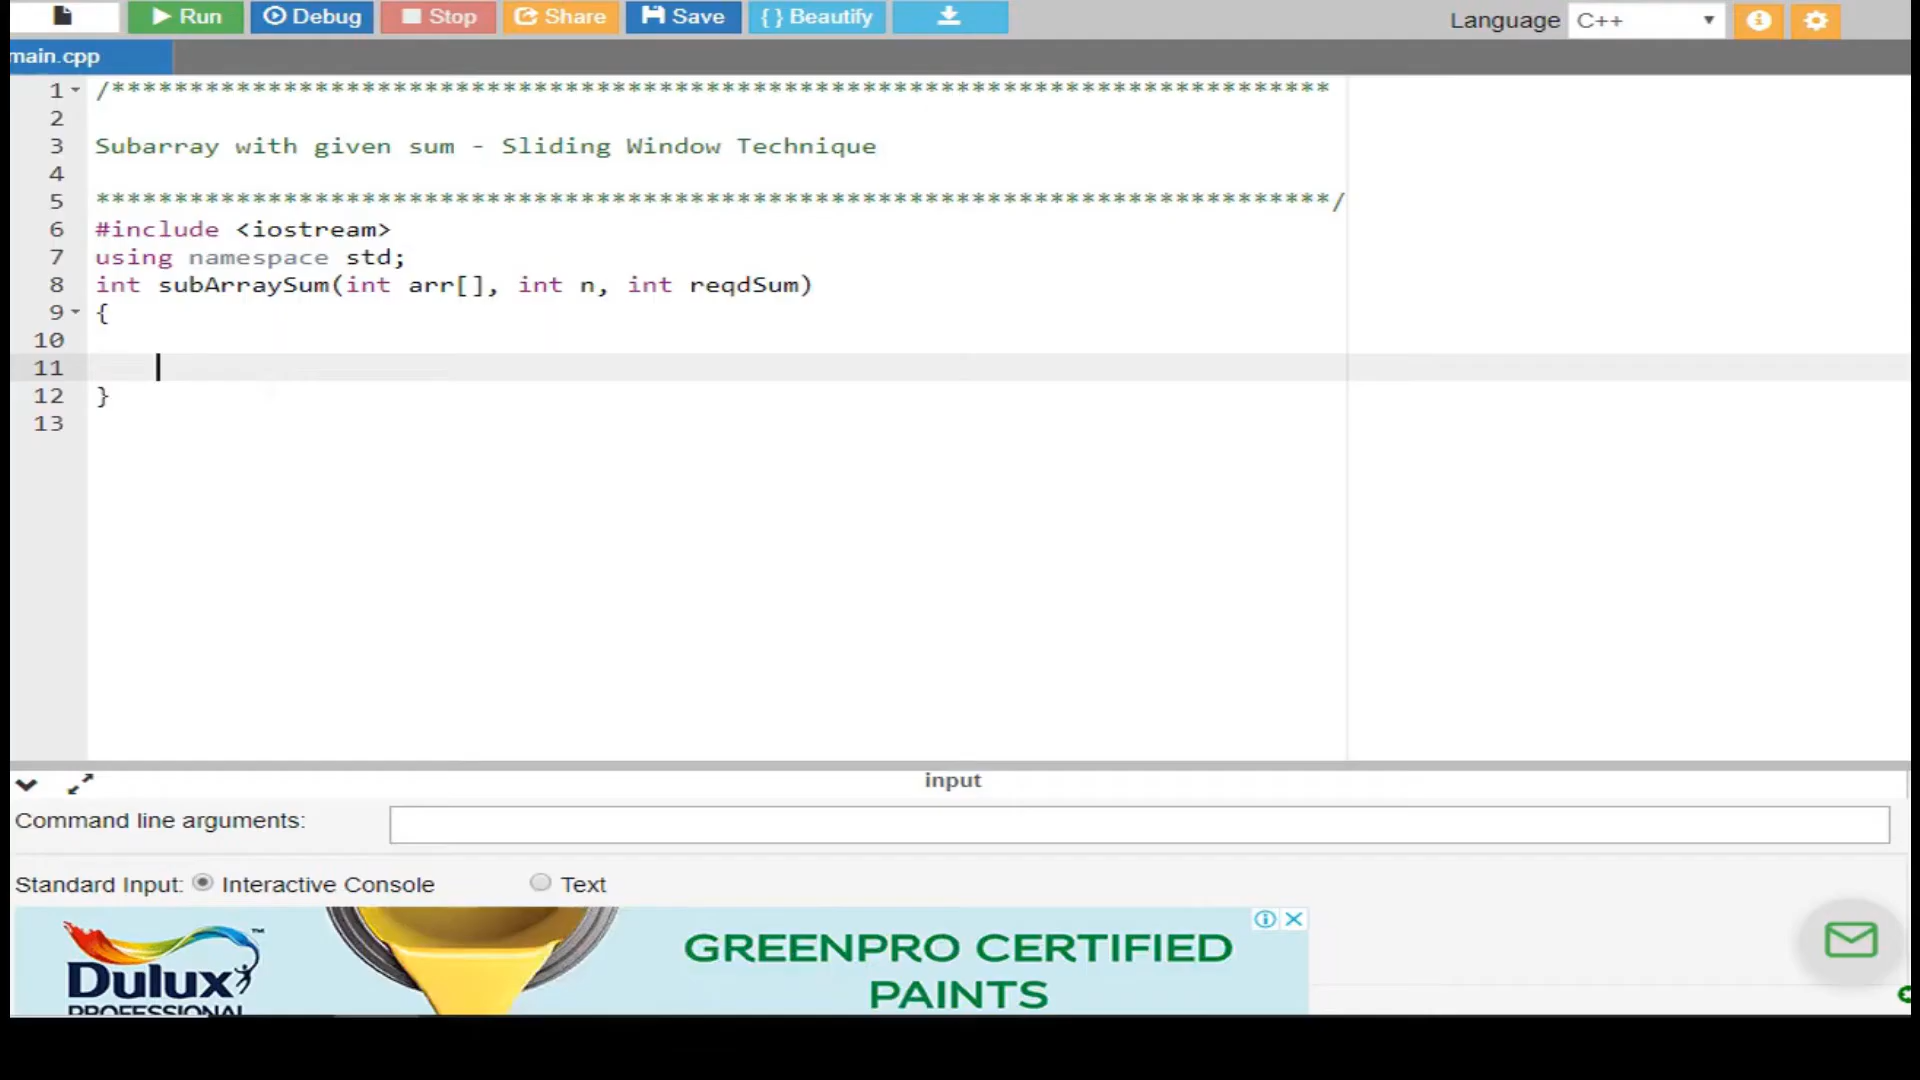 Run Debug Stop Share Save { } Beautify Language C++
main.cpp
1 /******************************************************************************
2
3 Subarray with given sum - Sliding Window Technique
4
5 *******************************************************************************/
6 #include <iostream>
7 using namespace std;
8 int subArraySum(int arr[], int n, int reqdSum)
9 {
10
11
12 }
13
input
Command line arguments:
Standard Input: Interactive Console Text
Dulux™
PROFESSIONAL
GREENPRO CERTIFIED
PAINTS